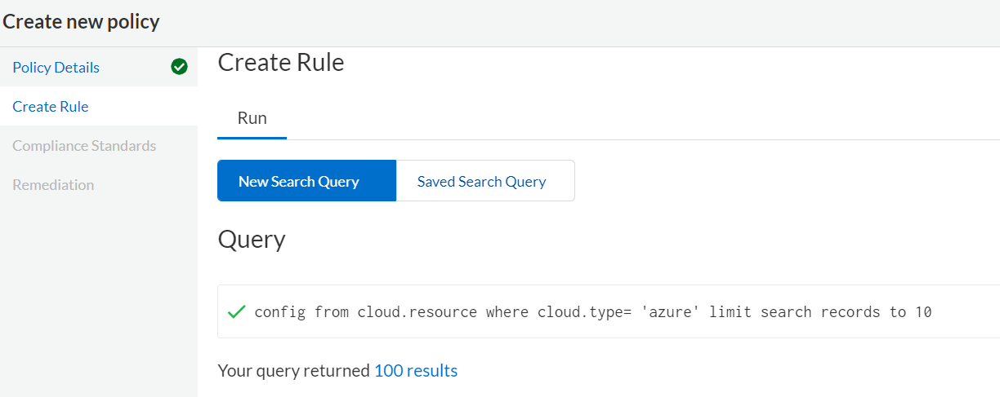 Create new policy
Policy Details
Create Rule
Compliance Standards
Remediation
Create Rule
Run
New Search Query
Saved Search Query
Query
config from cloud.resource where cloud.type= 'azure' limit search records to 10
Your query returned 100 results